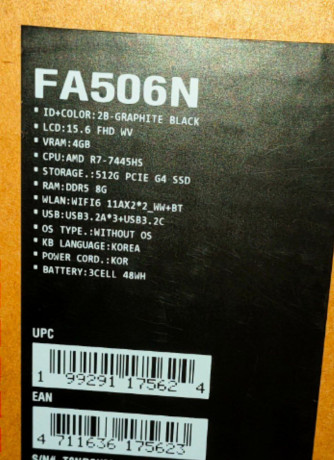 FA506N
ID+COLOR:2B-GRAPHITE BLACK
LCD:15.6 FHD WV
VRAM:4GB
CPU:AMD R7-7445HS
STORAGE.:512G PCIE G4 SSD
RAM:DDR5 8G
WLAN:WIFI6 11AX2*2_WW+BT
USB:USB3.2A*3+USB3.2C
OS TYPE.:WITHOUT OS
KB LANGUAGE:KOREA
POWER CORD.:KOR
BATTERY:3CELL 48WH
UPC
1 99291 17562 4
EAN
4 711636 175623
S/N#